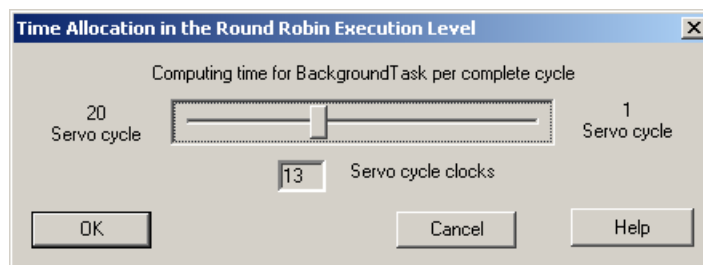 Time Allocation in the Round Robin Execution Level
Computing time for BackgroundTask per complete cycle
20
Servo cycle
1
Servo cycle
13 Servo cycle clocks
OK Cancel Help